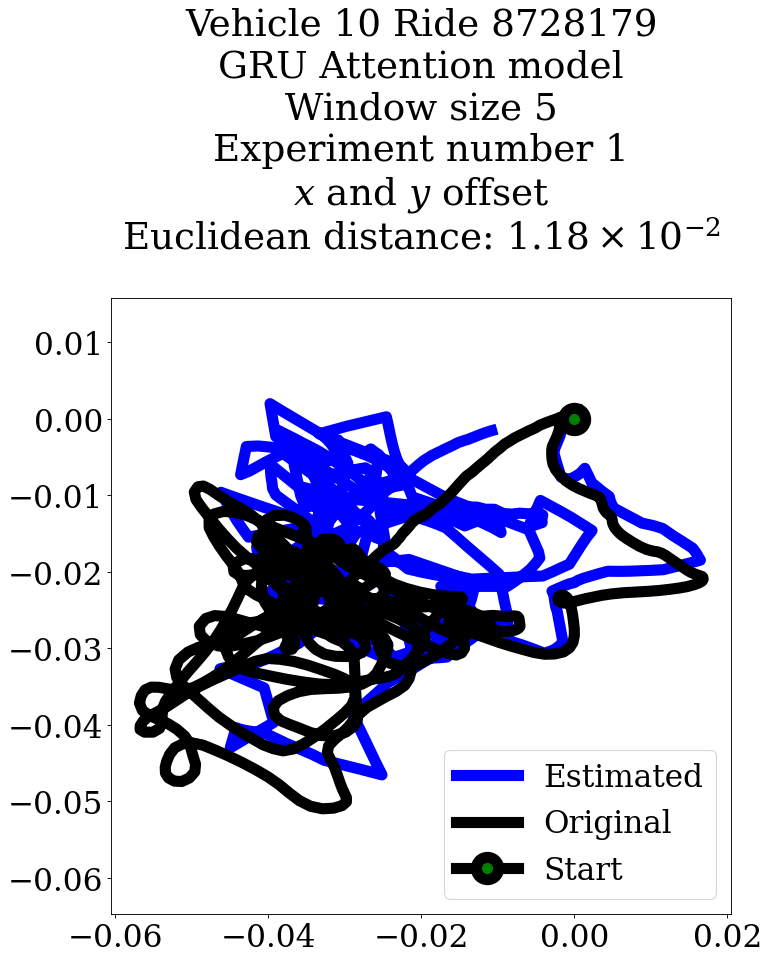 Vehicle 10 Ride 8728179
GRU Attention model
Window size 5
Experiment number 1
x and y offset
Euclidean distance: 1.18 × 10⁻²
0.01
0.00
−0.01
−0.02
−0.03
−0.04
−0.05
−0.06
Estimated
Original
Start
−0.06 −0.04 −0.02 0.00 0.02